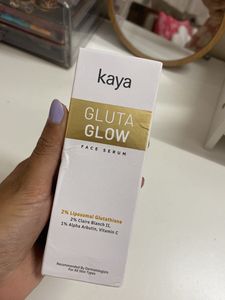 kaya
GLUTA
GLOW
FACE SERUM
2% Liposomal Glutathione
2% Claire Blanch II,
1% Alpha Arbutin, Vitamin C
Recommended By Dermatologists
For All Skin Types